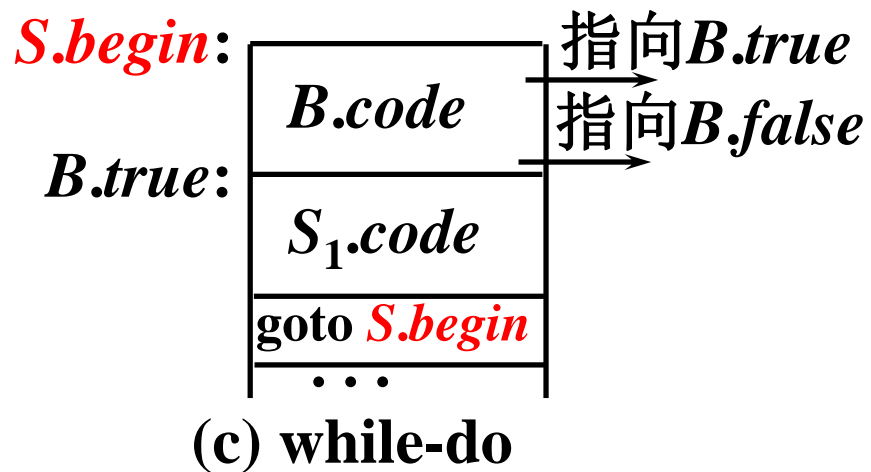 S.begin:
指向B.true
B.code
指向B.false
B.true:
S₁.code
goto S.begin
...
(c) while-do